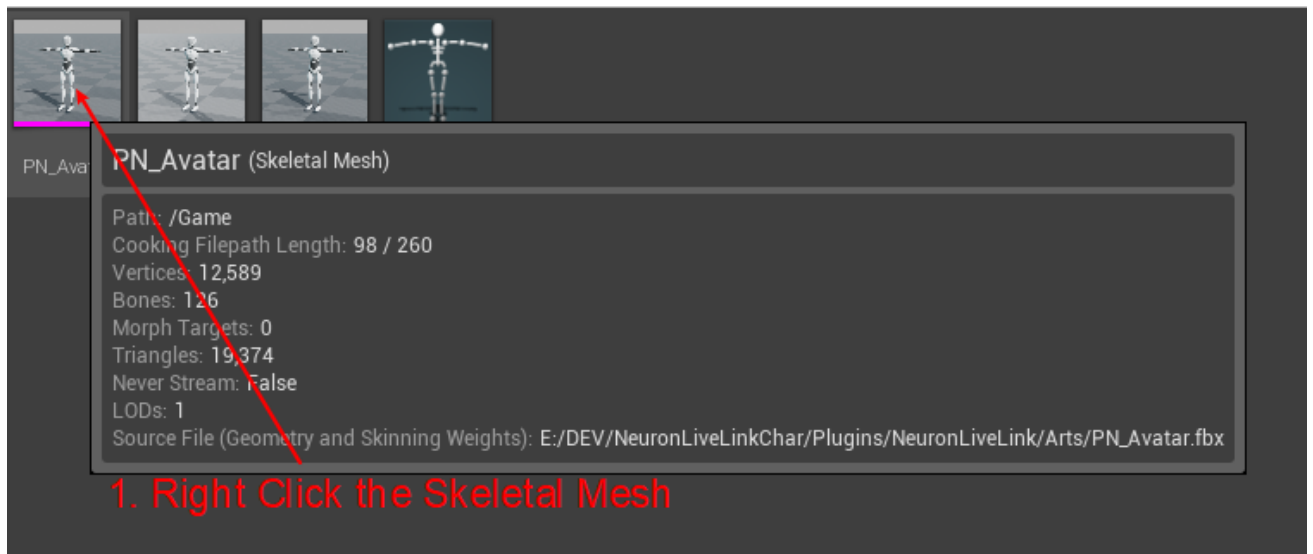 PN_Ava
PN_Avatar (Skeletal Mesh)
Path: /Game
Cooking Filepath Length: 98 / 260
Vertices: 12,589
Bones: 126
Morph Targets: 0
Triangles: 19,374
Never Stream: False
LODs: 1
Source File (Geometry and Skinning Weights): E:/DEV/NeuronLiveLinkChar/Plugins/NeuronLiveLink/Arts/PN_Avatar.fbx
1. Right Click the Skeletal Mesh